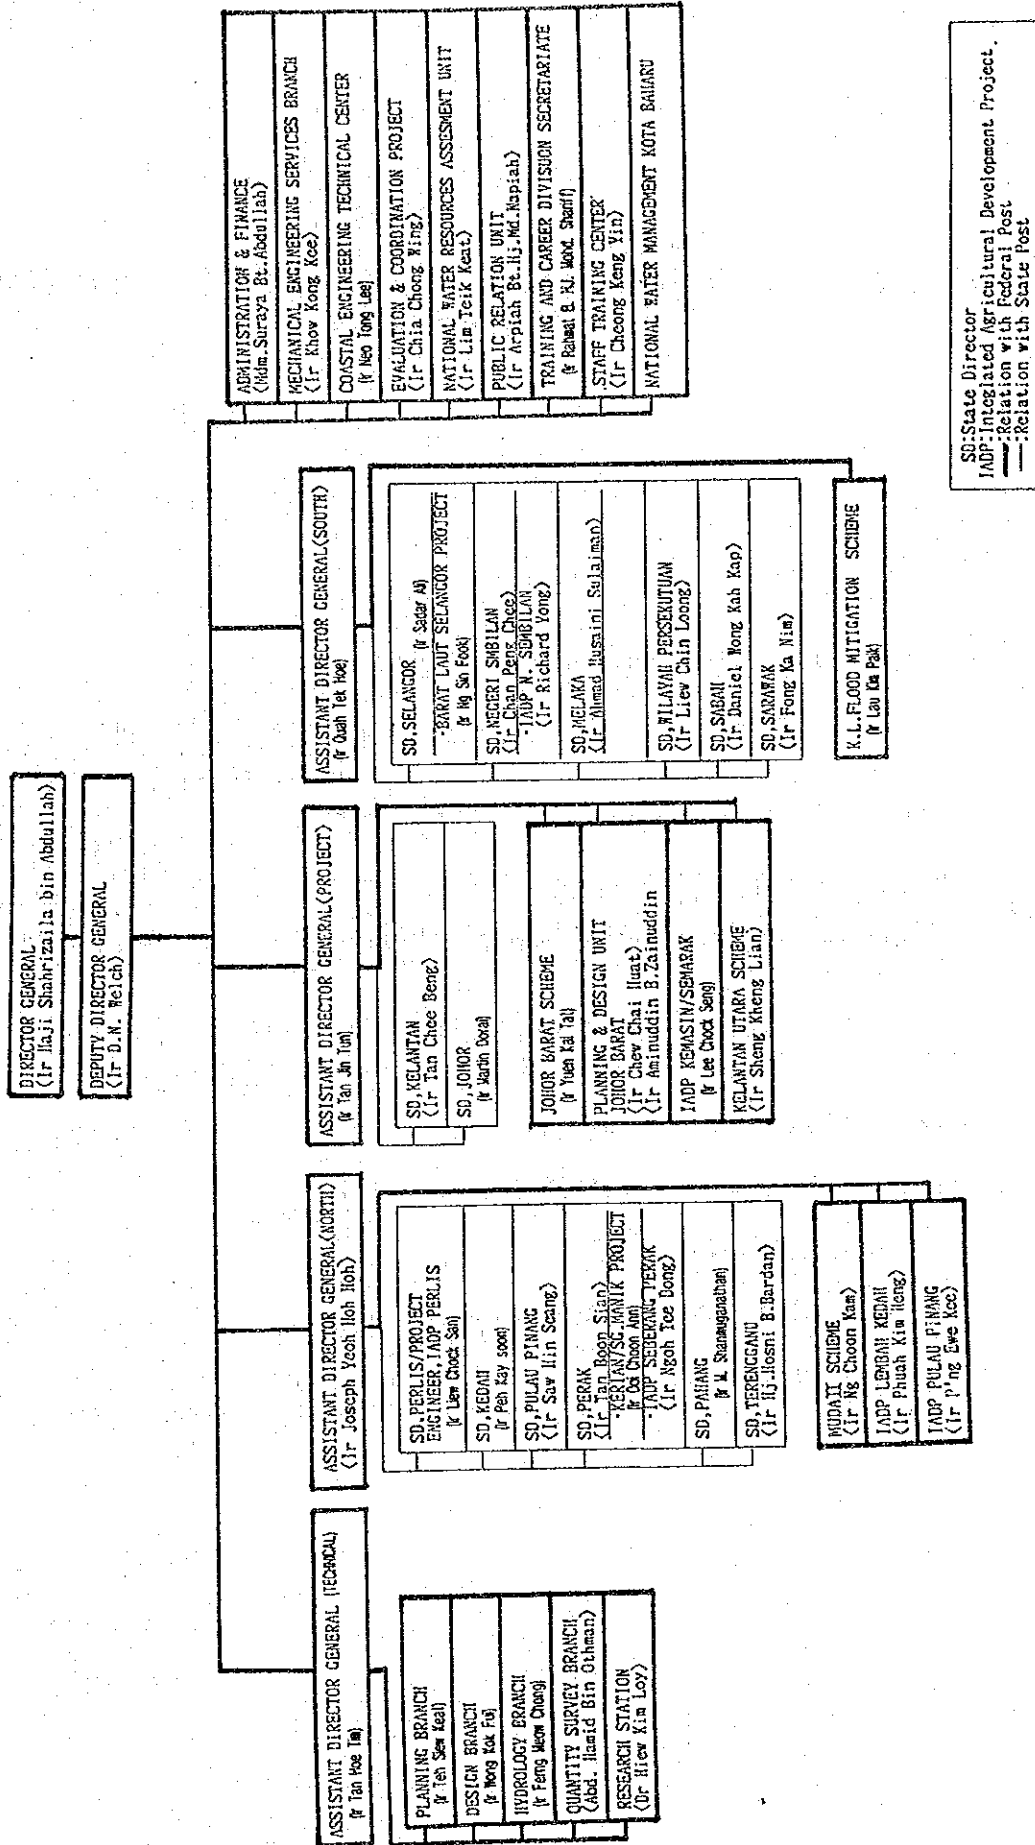 DIRECTOR GENERAL
(Ir Haji Shahrizaila bin Abdullah)
DEPUTY DIRECTOR GENERAL
(Ir D.N. Welch)
ASSISTANT DIRECTOR GENERAL (TECHNICAL)
(Ir Tan Hoe Tim)
PLANNING BRANCH
(Ir Teh Siew Keat)
DESIGN BRANCH
(Ir Wong Kok Fui)
HYDROLOGY BRANCH
(Ir Ferng Meow Chong)
QUANTITY SURVEY BRANCH
(Abd. Hamid Bin Othman)
RESEARCH STATION
(Dr Hiew Kim Loy)
ASSISTANT DIRECTOR GENERAL(NORTH)
(Ir Joseph Yeoh Hoh Hoh)
SD,PERLIS/PROJECT
ENGINEER,IADP PERLIS
(Ir Liew Chock San)
SD,KEDAH
(Ir Peh Kay soon)
SD,PULAU PINANG
(Ir Saw Hin Seang)
SD,PERAK
(Ir Tan Boon Sian)
-KERIAN/SG.MANIK PROJECT
(Ir Ooi Choon Ann)
-IADP SEBERANG PERAK
(Ir Ngoh Tee Dong)
SD,PAHANG
(Ir M. Shanmuganathan)
SD,TERENGGANU
(Ir Hj.Hosni B.Bardan)
MUDAII SCHEME
(Ir Ng Choon Kam)
IADP LEMBAH KEDAH
(Ir Phuah Kim Heng)
IADP PULAU PINANG
(Ir P'ng Ewe Kee)
ASSISTANT DIRECTOR GENERAL(PROJECT)
(Ir Tan Jin Tun)
SD,KELANTAN
(Ir Tan Chee Beng)
SD,JOHOR
(Ir Martin Dorai)
JOHOR BARAT SCHEME
(Ir Yuen Kai Tat)
PLANNING & DESIGN UNIT
JOHOR BARAT
(Ir Chew Chai Huat)
(Ir Aminuddin B.Zainuddin
IADP KEMASIN/SEMARAK
(Ir Lee Chock Seng)
KELANTAN UTARA SCHEME
(Ir Sheng Kheng Lian)
ASSISTANT DIRECTOR GENERAL(SOUTH)
(Ir Quah Tek Hoe)
SD.SELANGOR (Ir Sadar Ali)
-BARAT LAUT SELANGOR PROJECT
(Ir Ng Sin Fook)
SD,NEGERI SMBILAN
(Ir Chan Peng Chee)
-IADP N. SEMBILAN
(Ir Richard Yong)
SD,MELAKA
(Ir Ahmad Husaini Sulaiman)
SD,WILAYAH PERSEKUTUAN
(Ir Liew Chin Loong)
SD,SABAH
(Ir Daniel Wong Kah Kap)
SD,SARAWAK
(Ir Fong Ka Nim)
K.L.FLOOD MITIGATION SCHEME
(Ir Lau Kia Paik)
ADMINISTRATION & FINANCE
(Mdm.Suraya Bt.Abdullah)
MECHANICAL ENGINEERING SERVICES BRANCH
(Ir Khow Kong Kee)
COASTAL ENGINEERING TECHNICAL CENTER
(Ir Neo Tong Lee)
EVALUATION & COORDINATION PROJECT
(Ir Chia Chong Wing)
NATIONAL WATER RESOURCES ASSESMENT UNIT
(Ir Lim Teik Keat)
PUBLIC RELATION UNIT
(Ir Arpiah Bt.Hj.Md.Napiah)
TRAINING AND CAREER DIVISION SECRETARIATE
(Ir Rahmat B. HJ. Mohd. Shariff)
STAFF TRAINING CENTER
(Ir Cheong Keng Yin)
NATIONAL WATER MANAGEMENT KOTA BAHARU
SD:State Director
IADP:Integlated Agricultural Development Project.
:Relation with Federal Post
:Relation with State Post